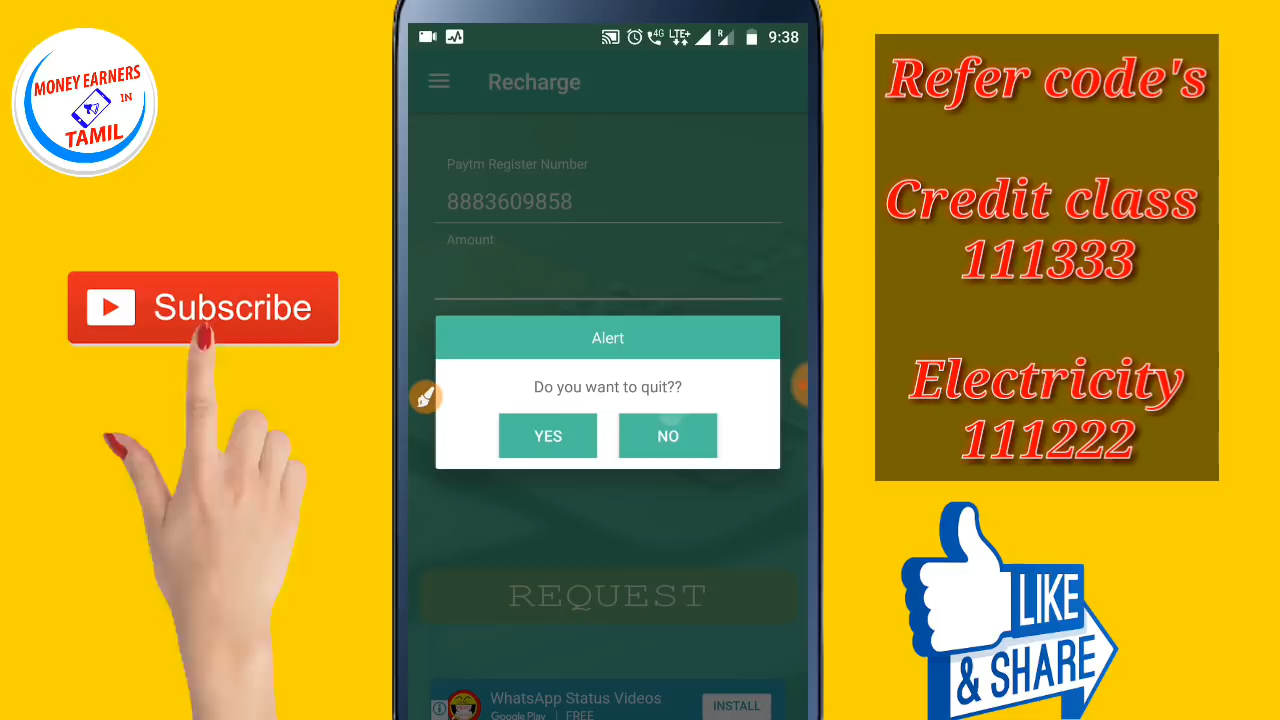 MONEY EARNERS
IN
TAMIL
Subscribe
4G LTE+ R 9:38
Recharge
Paytm Register Number
8883609858
Amount
Alert
Do you want to quit??
YES
NO
REQUEST
WhatsApp Status Videos
Google Play | FREE
INSTALL
Refer code's
Credit class
111333
Electricity
111222
LIKE
& SHARE